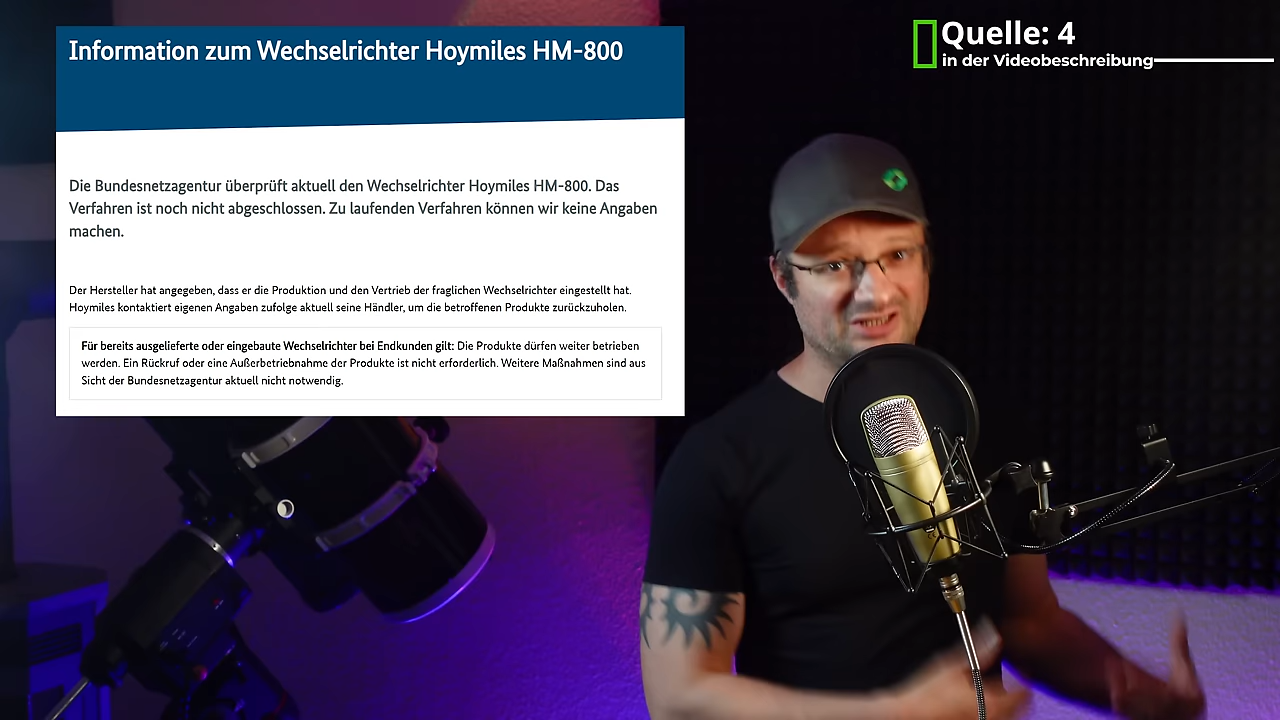 Information zum Wechselrichter Hoymiles HM-800
Die Bundesnetzagentur überprüft aktuell den Wechselrichter Hoymiles HM-800. Das
Verfahren ist noch nicht abgeschlossen. Zu laufenden Verfahren können wir keine Angaben
machen.
Der Hersteller hat angegeben, dass er die Produktion und den Vertrieb der fraglichen Wechselrichter eingestellt hat.
Hoymiles kontaktiert eigenen Angaben zufolge aktuell seine Händler, um die betroffenen Produkte zurückzuholen.
Für bereits ausgelieferte oder eingebaute Wechselrichter bei Endkunden gilt: Die Produkte dürfen weiter betrieben
werden. Ein Rückruf oder eine Außerbetriebnahme der Produkte ist nicht erforderlich. Weitere Maßnahmen sind aus
Sicht der Bundesnetzagentur aktuell nicht notwendig.
Quelle: 4
in der Videobeschreibung